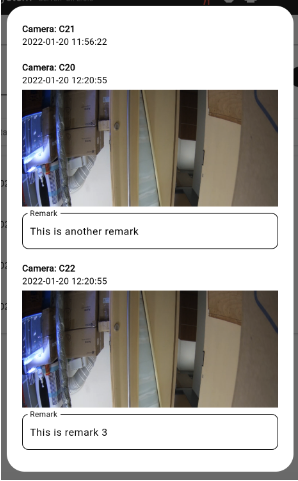 Camera: C21
2022-01-20 11:56:22
Camera: C20
2022-01-20 12:20:55
Remark
This is another remark
Camera: C22
2022-01-20 12:20:55
Remark
This is remark 3